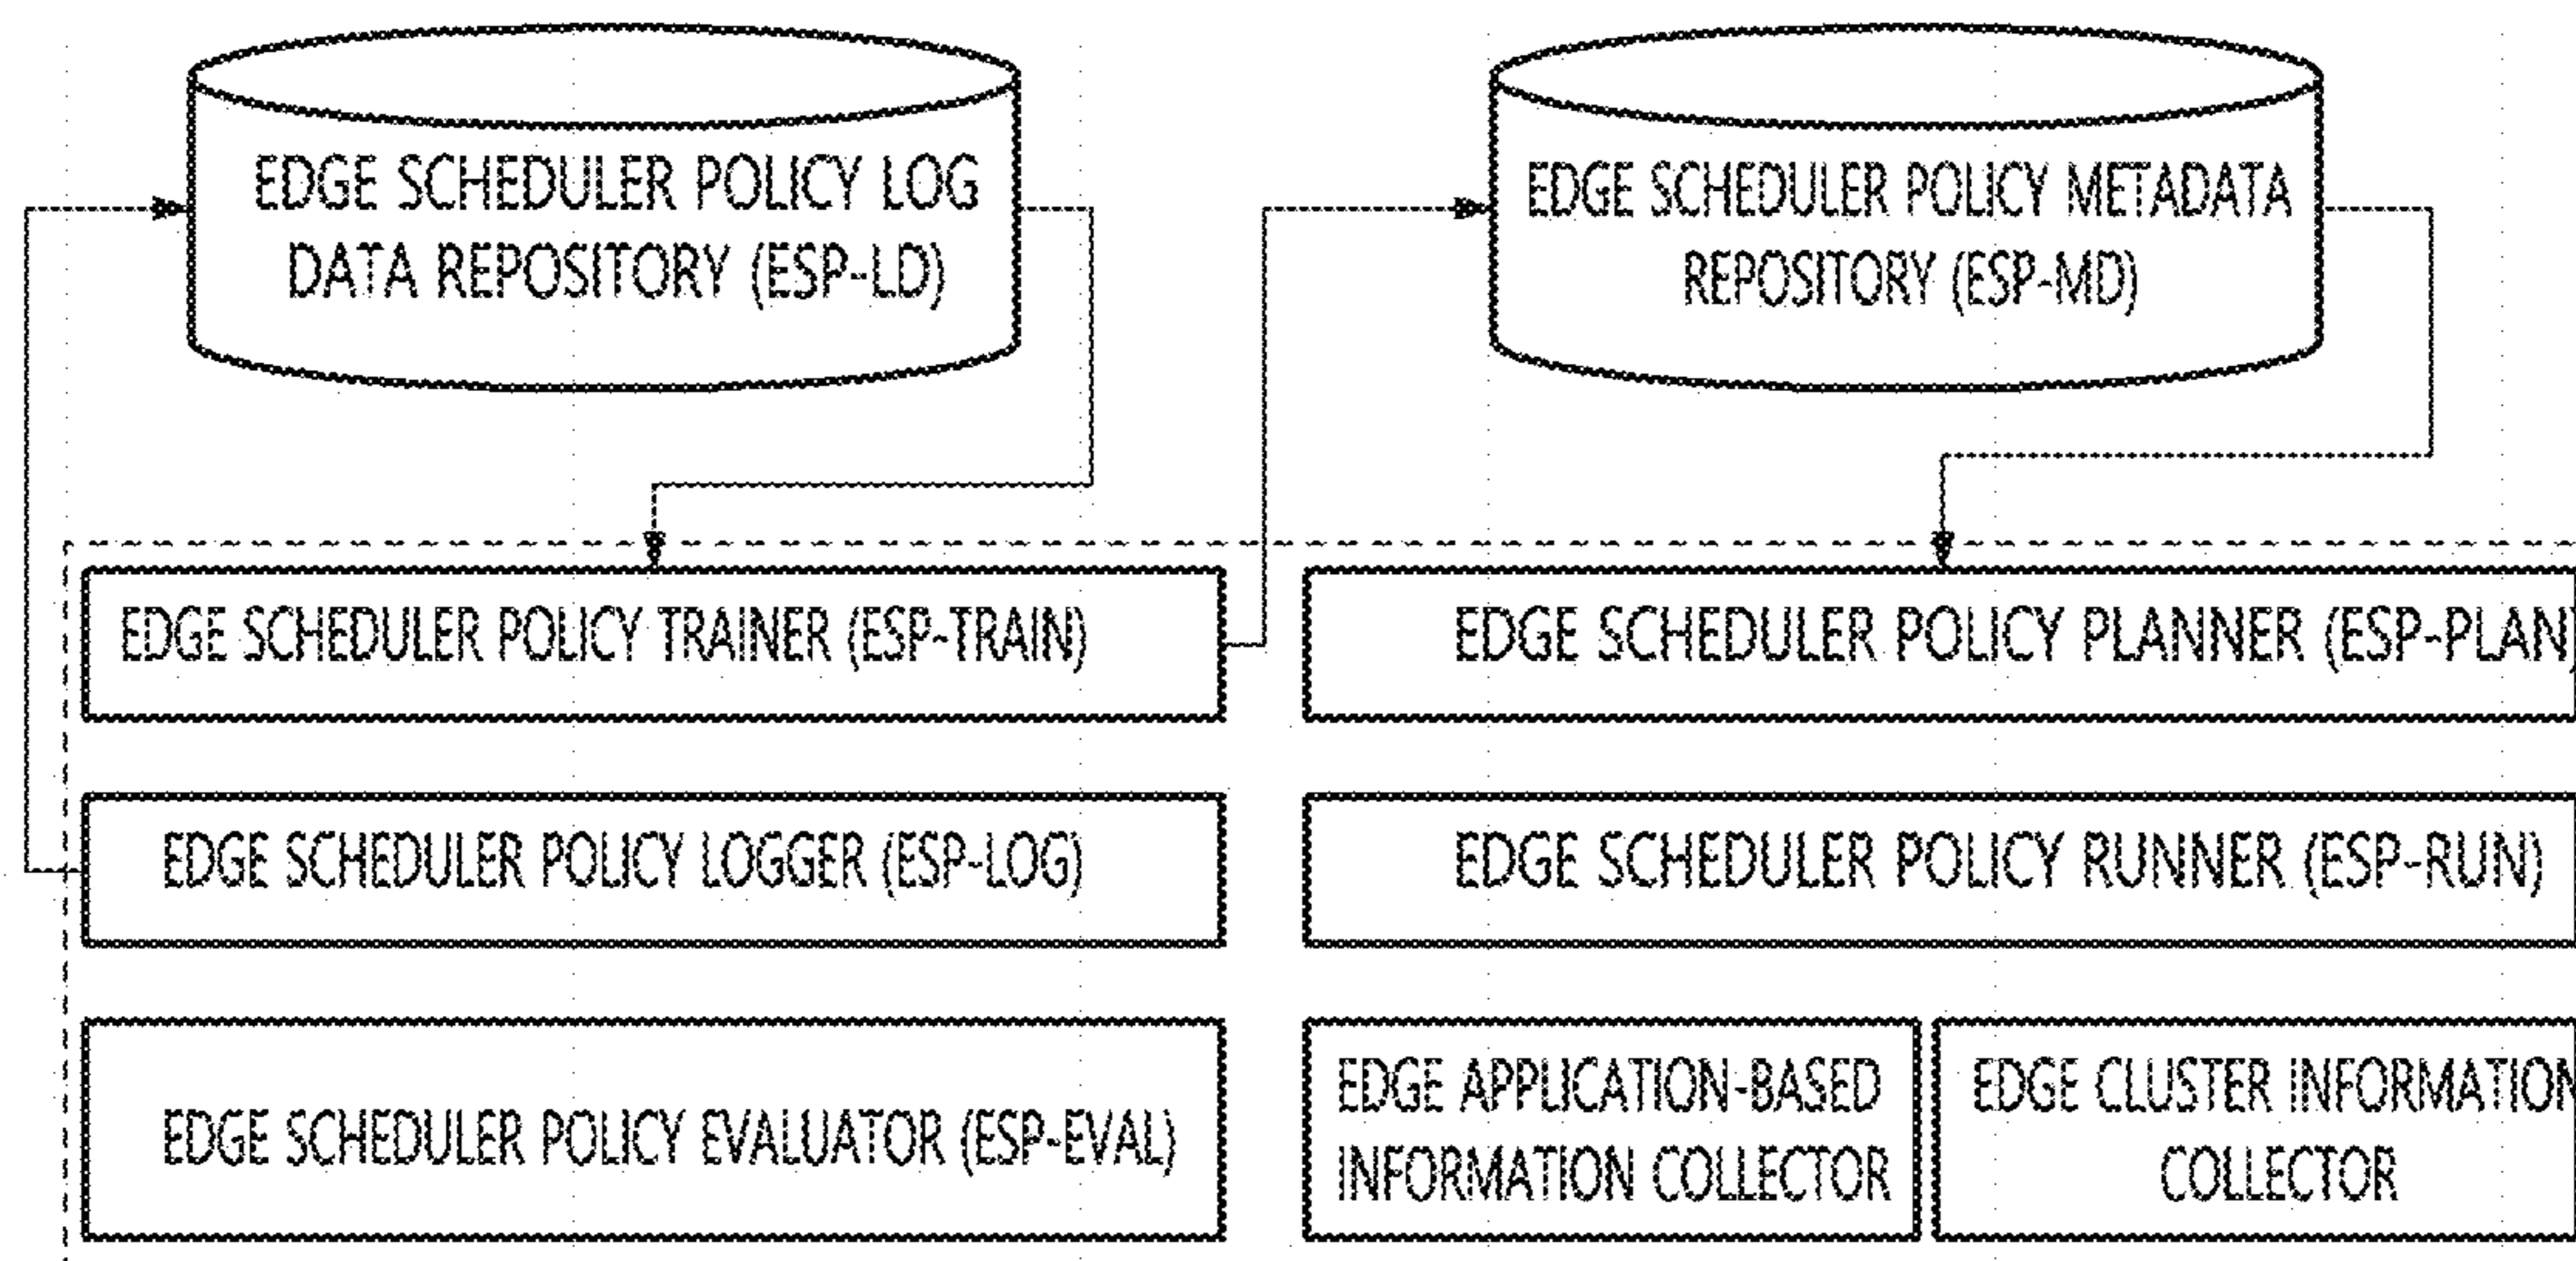 EDGE SCHEDULER POLICY LOG
DATA REPOSITORY (ESP-LD)
EDGE SCHEDULER POLICY METADATA
REPOSITORY (ESP-MD)
EDGE SCHEDULER POLICY TRAINER (ESP-TRAIN)
EDGE SCHEDULER POLICY PLANNER (ESP-PLAN)
EDGE SCHEDULER POLICY LOGGER (ESP-LOG)
EDGE SCHEDULER POLICY RUNNER (ESP-RUN)
EDGE SCHEDULER POLICY EVALUATOR (ESP-EVAL)
EDGE APPLICATION-BASED
INFORMATION COLLECTOR
EDGE CLUSTER INFORMATION
COLLECTOR